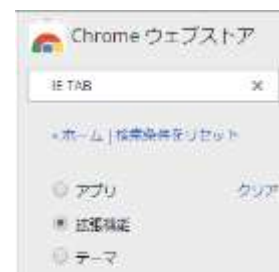 Chrome ウェブストア
IE TAB ×
« ホーム | 検索条件をリセット
アプリ クリア
拡張機能
テーマ